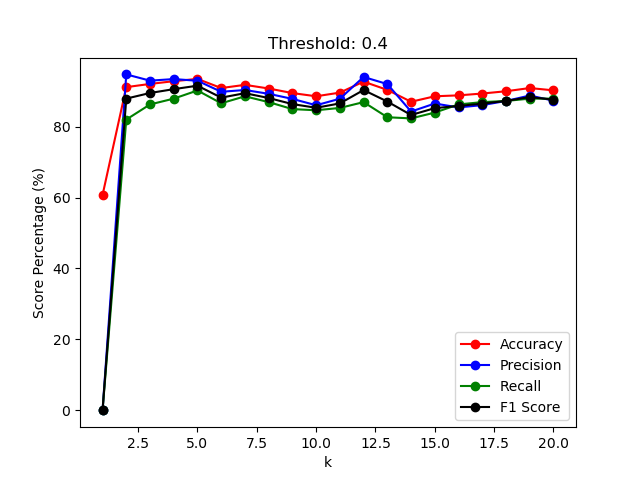 Threshold: 0.4
Score Percentage (%)
80
60
40
20
0
2.5 5.0 7.5 10.0 12.5 15.0 17.5 20.0
k
Accuracy
Precision
Recall
F1 Score